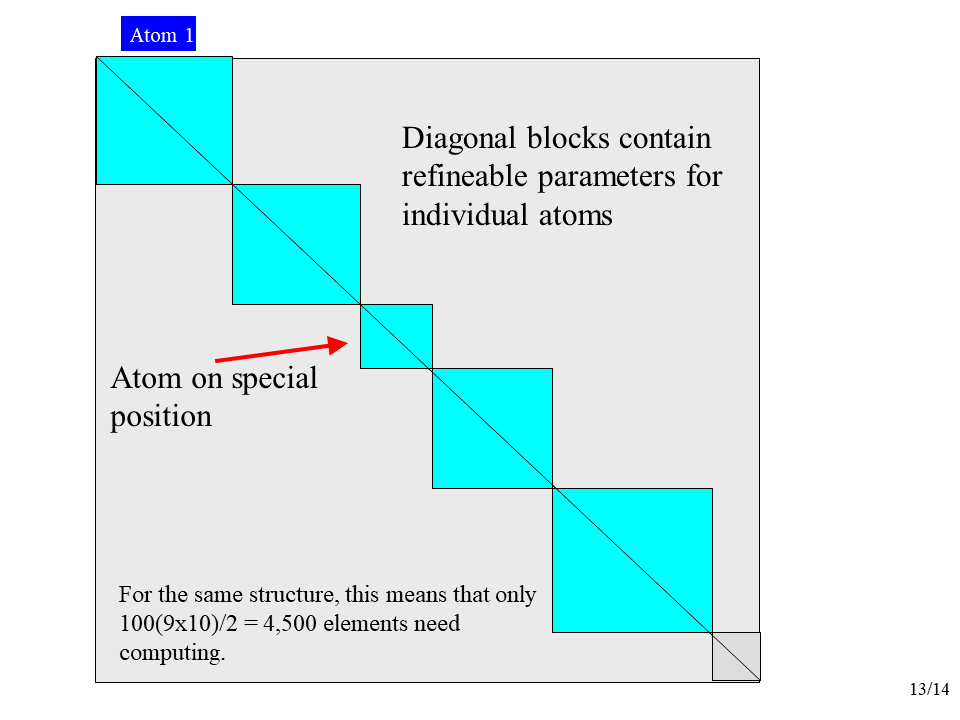 Atom 1
Diagonal blocks contain
refineable parameters for
individual atoms
Atom on special
position
For the same structure, this means that only
100(9x10)/2 = 4,500 elements need
computing.
13/14